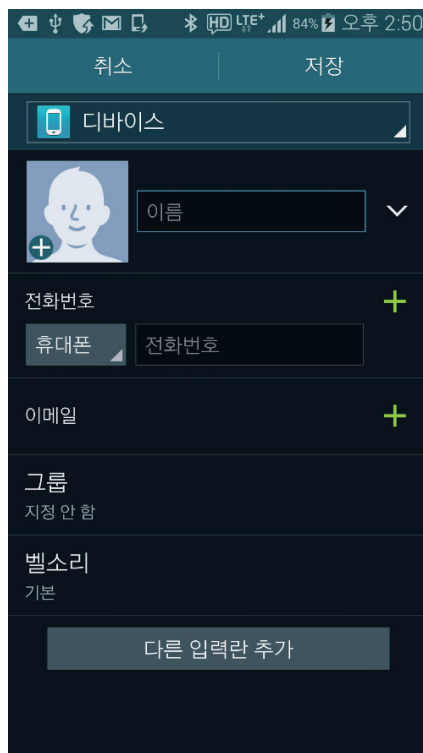 HD LTE+ 84% 오후 2:50
취소 저장
디바이스
이름
전화번호
휴대폰 전화번호
이메일
그룹
지정 안 함
벨소리
기본
다른 입력란 추가